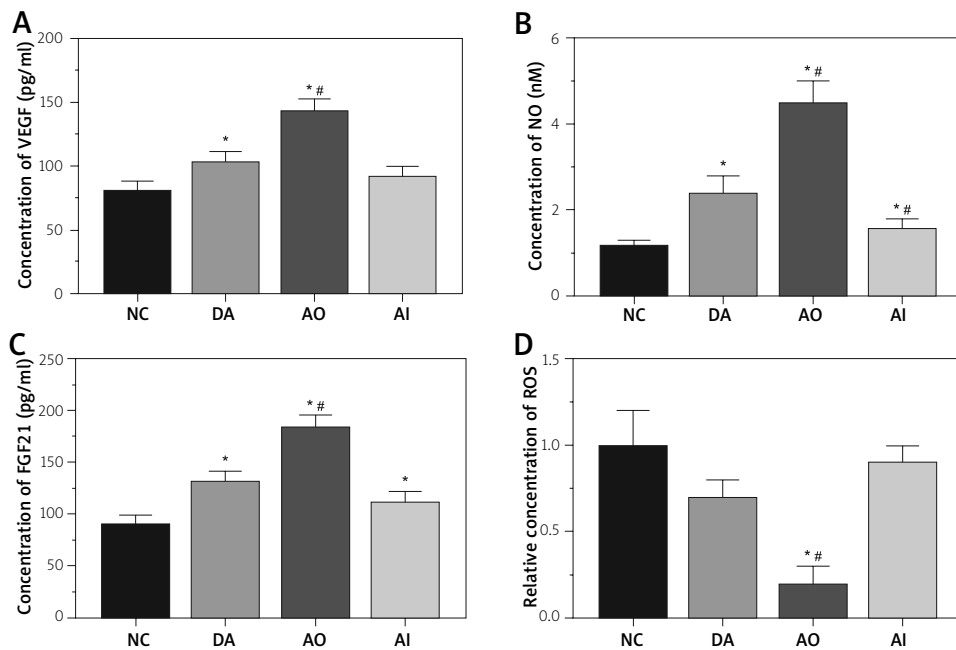 A
Concentration of VEGF (pg/ml)
200
150
100
50
0
*
* #
NC DA AO AI
B
Concentration of NO (nM)
6
4
2
0
*
* #
* #
NC DA AO AI
C
Concentration of FGF21 (pg/ml)
250
200
150
100
50
0
*
* #
*
NC DA AO AI
D
Relative concentration of ROS
1.5
1.0
0.5
0.0
* #
NC DA AO AI